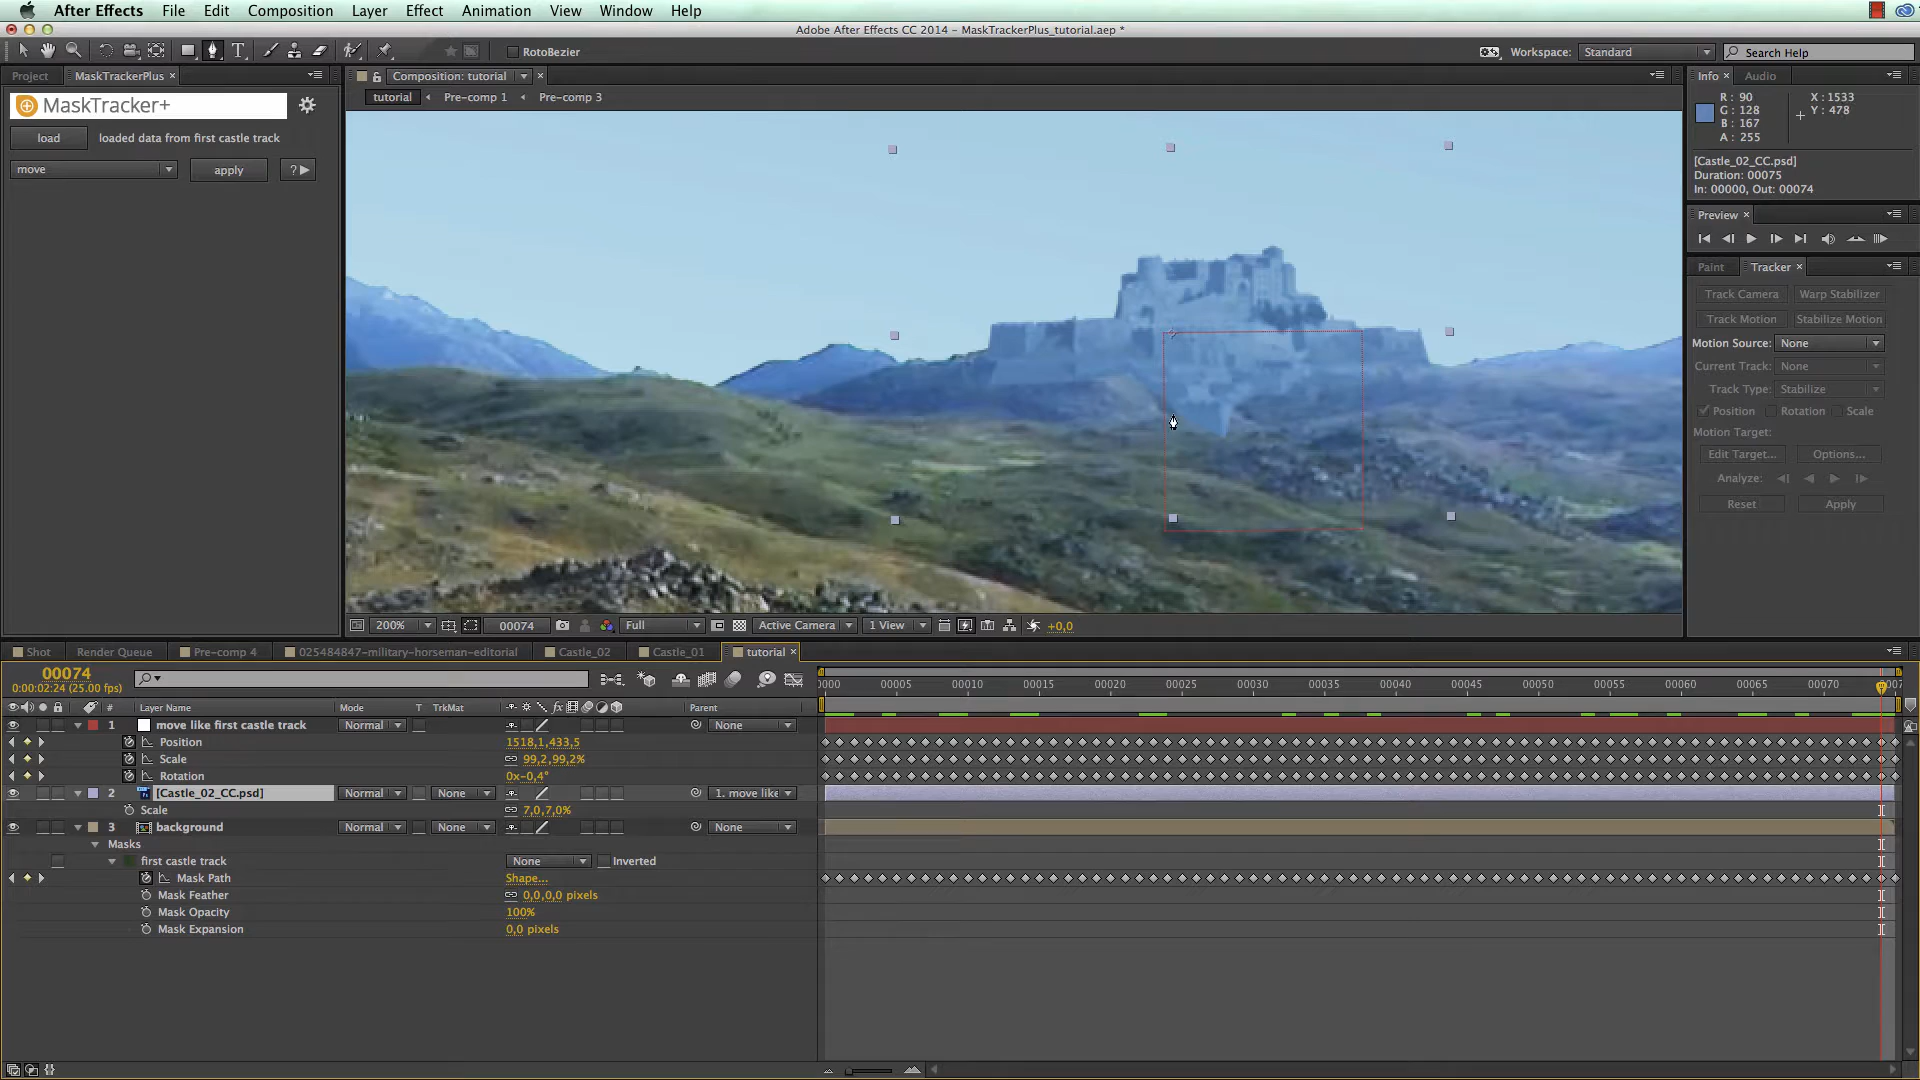 After Effects File Edit Composition Layer Effect Animation View Window Help
Adobe After Effects CC 2014 – MaskTrackerPlus_tutorial.aep *
RotoBezier
Workspace: Standard
Search Help
Project MaskTrackerPlus ×
Composition: tutorial ×
Info × Audio
MaskTracker+
tutorial Pre-comp 1 Pre-comp 3
R: 90
G: 128
B: 167
A: 255
X: 1533
Y: 478
load loaded data from first castle track
move apply ?
[Castle_02_CC.psd]
Duration: 00075
In: 00000, Out: 00074
Preview ×
Paint Tracker ×
Track Camera Warp Stabilizer
Track Motion Stabilize Motion
Motion Source: None
Current Track: None
Track Type: Stabilize
Position Rotation Scale
Motion Target:
Edit Target... Options...
Analyze:
Reset Apply
200% 00074 Full Active Camera 1 View +0,0
Shot Render Queue Pre-comp 4 025484847-military-horseman-editorial Castle_02 Castle_01 tutorial ×
00074
0:00:02:24 (25.00 fps)
0000 00005 00010 00015 00020 00025 00030 00035 00040 00045 00050 00055 00060 00065 00070 007
# Layer Name Mode T TrkMat fx Parent
1 move like first castle track Normal None
Position 1518,1,433,5
Scale 99,2,99,2%
Rotation 0x-0,4°
2 [Castle_02_CC.psd] Normal None 1. move like
Scale 7,0,7,0%
3 background Normal None None
Masks
first castle track None Inverted
Mask Path Shape...
Mask Feather 0,0,0,0 pixels
Mask Opacity 100%
Mask Expansion 0,0 pixels